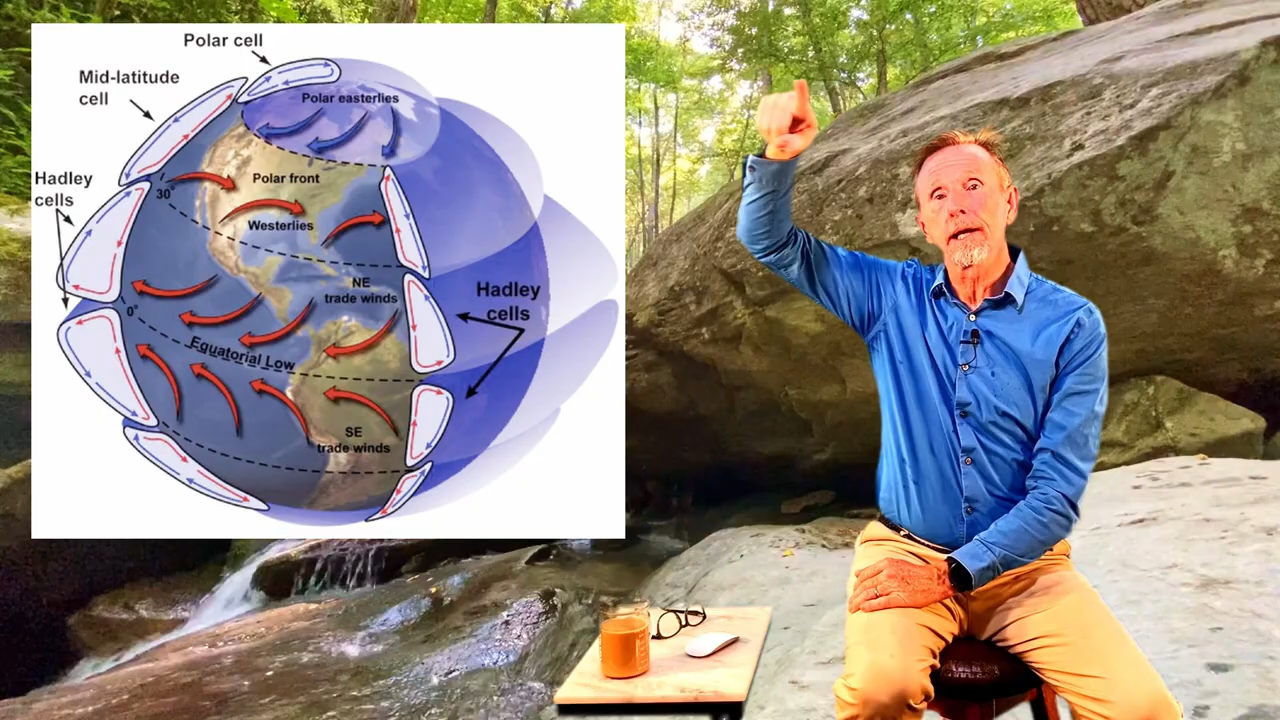 Polar cell
Mid-latitude
cell
Polar easterlies
Hadley
cells
30°
Polar front
Westerlies
NE
trade winds
Hadley
cells
0°
Equatorial Low
SE
trade winds